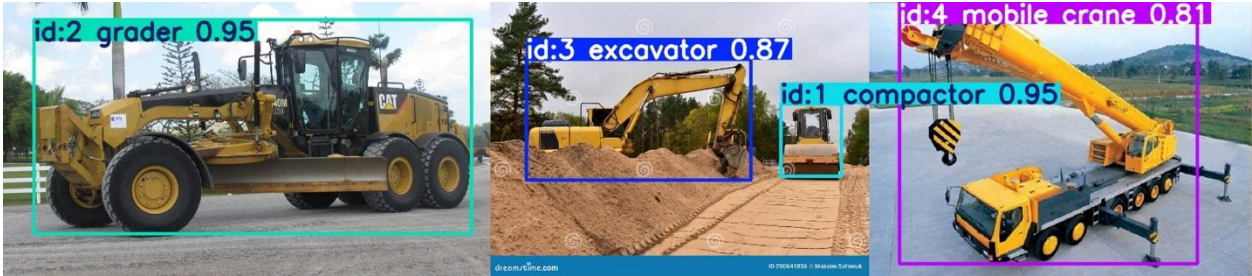 id:2 grader 0.95
CAT
id:3 excavator 0.87
id:1 compactor 0.95
dreamstime.com
ID 200641856 © Maksim Safaniuk
id:4 mobile crane 0.81